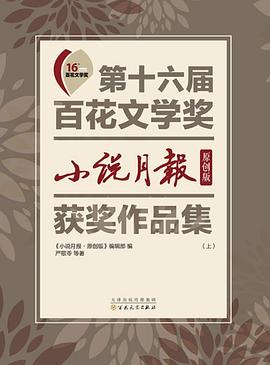 16
百花文学奖
第十六届
百花文学奖
小说月报
原创版
获奖作品集
《小说月报·原创版》编辑部 编
严歌苓 等著
(上)
天津出版传媒集团
百花文艺出版社